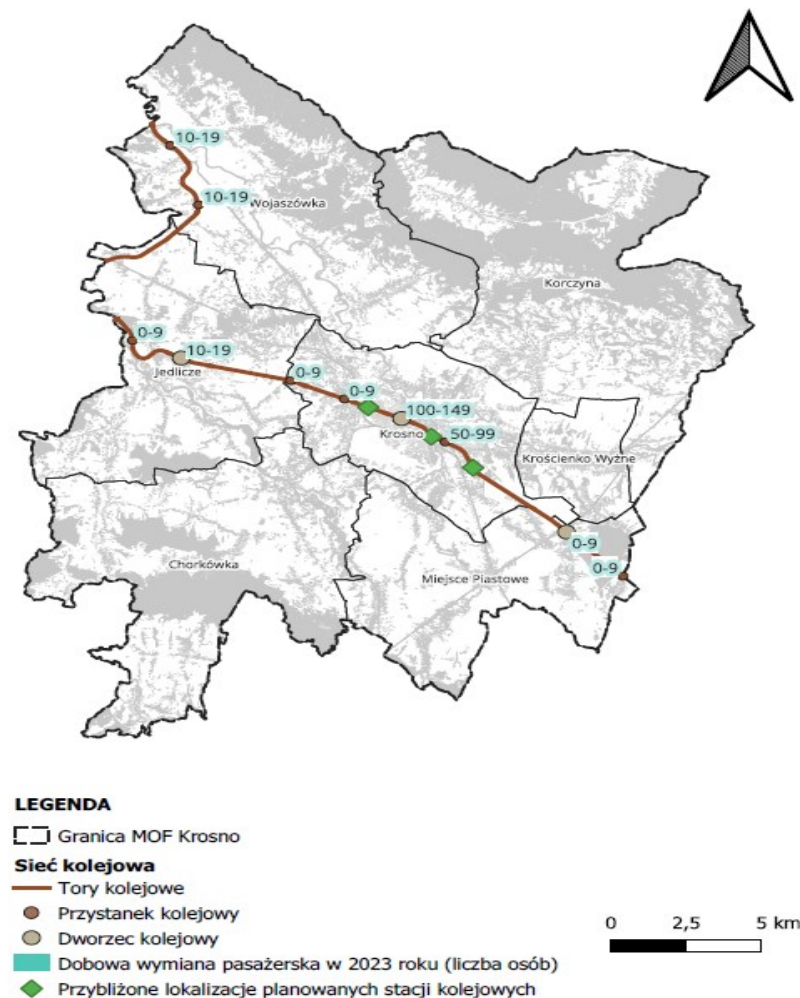 10-19
10-19
Wojaszówka
Korczyna
0-9
10-19
Jedlicze
0-9
0-9
100-149
Krosno
50-99
Krościenko Wyżne
0-9
Chorkówka
0-9
Miejsce Piastowe
LEGENDA
Granica MOF Krosno
Sieć kolejowa
Tory kolejowe
Przystanek kolejowy
0 2,5 5 km
Dworzec kolejowy
Dobowa wymiana pasażerska w 2023 roku (liczba osób)
Przybliżone lokalizacje planowanych stacji kolejowych